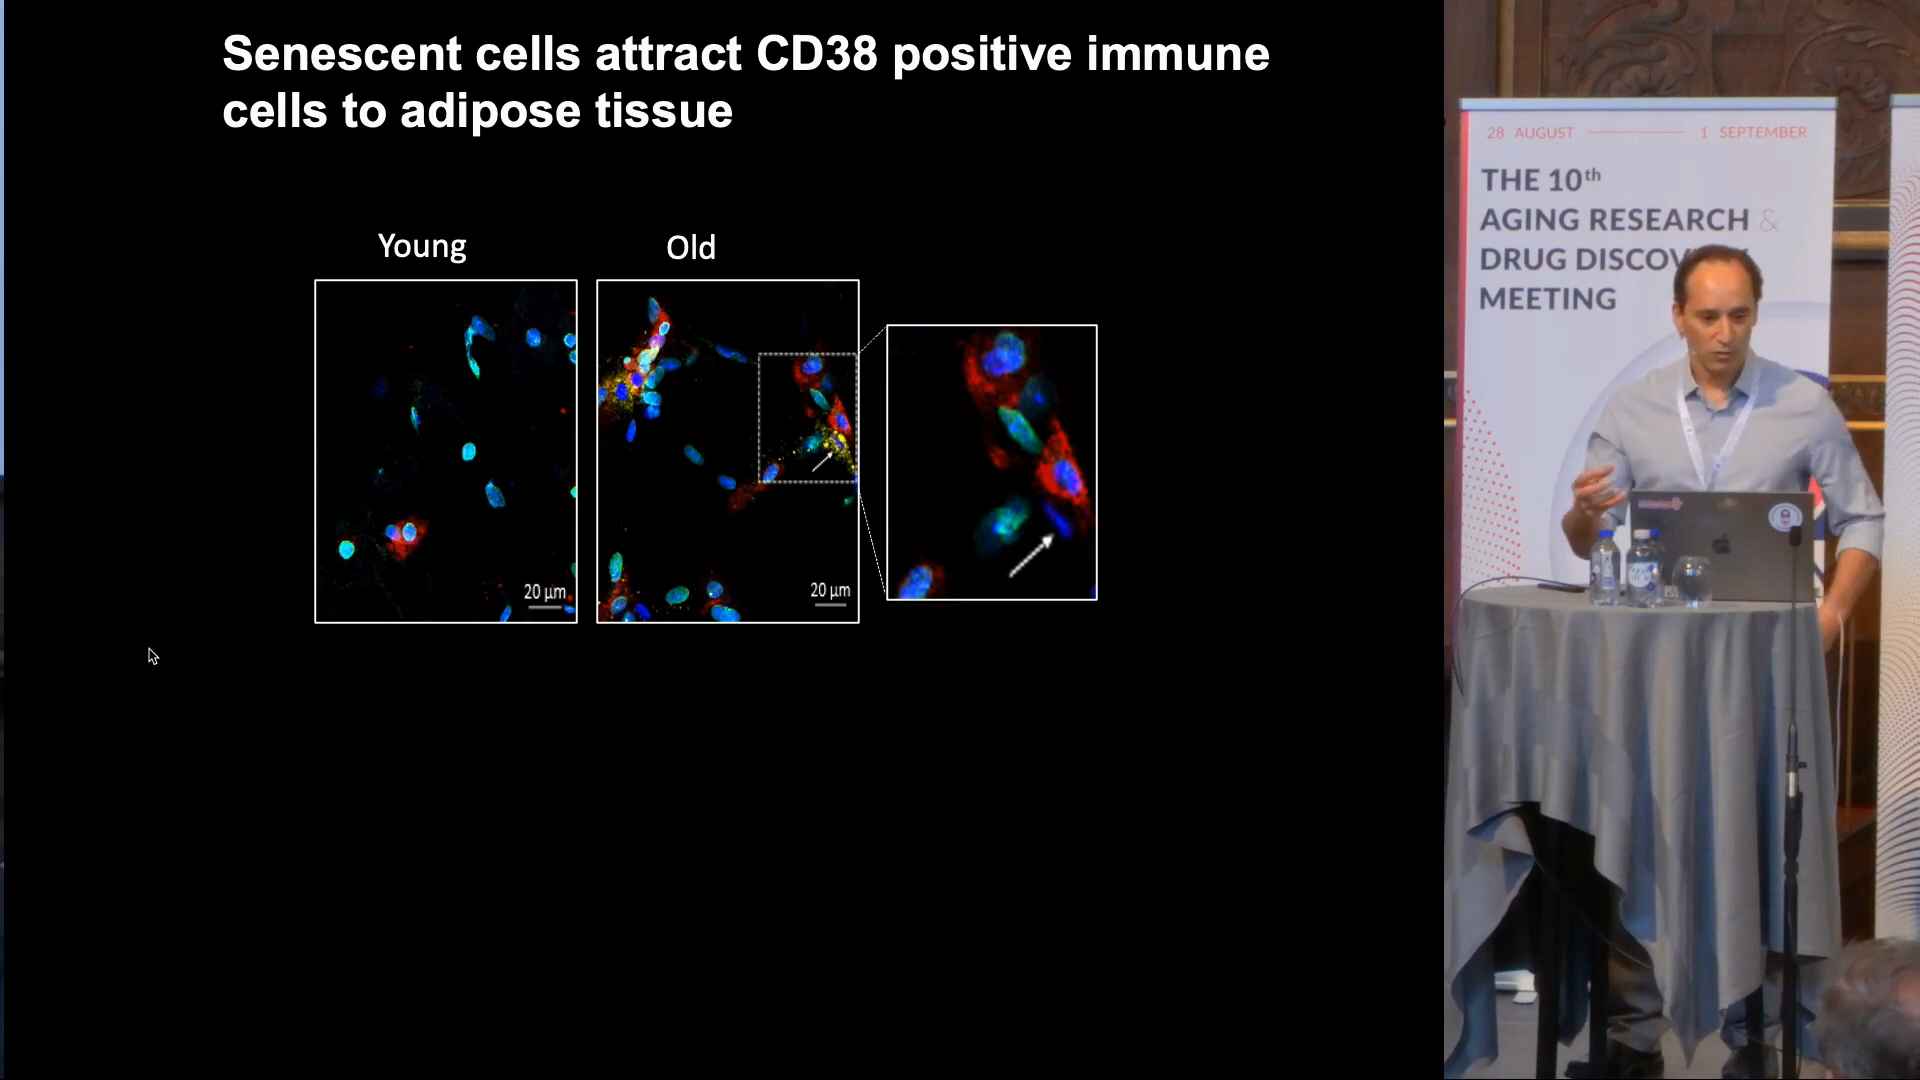 Senescent cells attract CD38 positive immune
cells to adipose tissue
Young
Old
20 µm
20 µm
28 AUGUST
1 SEPTEMBER
THE 10th
AGING RESEARCH &
DRUG DISCOV
MEETING